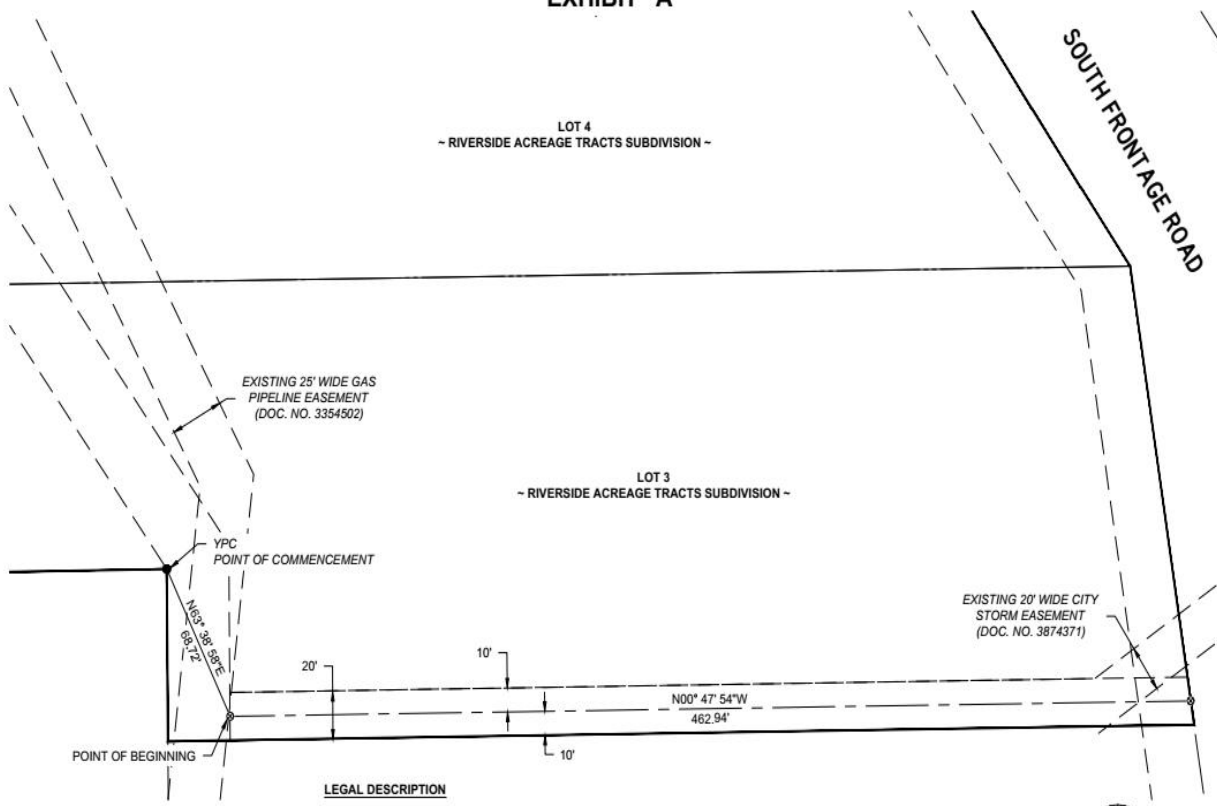 EXHIBIT "A"
SOUTH FRONTAGE ROAD
LOT 4
~ RIVERSIDE ACREAGE TRACTS SUBDIVISION ~
EXISTING 25' WIDE GAS
PIPELINE EASEMENT
(DOC. NO. 3354502)
LOT 3
~ RIVERSIDE ACREAGE TRACTS SUBDIVISION ~
YPC
POINT OF COMMENCEMENT
N63° 38' 58"E
68.72'
EXISTING 20' WIDE CITY
STORM EASEMENT
(DOC. NO. 3874371)
20'
10'
N00° 47' 54"W
462.94'
10'
POINT OF BEGINNING
LEGAL DESCRIPTION